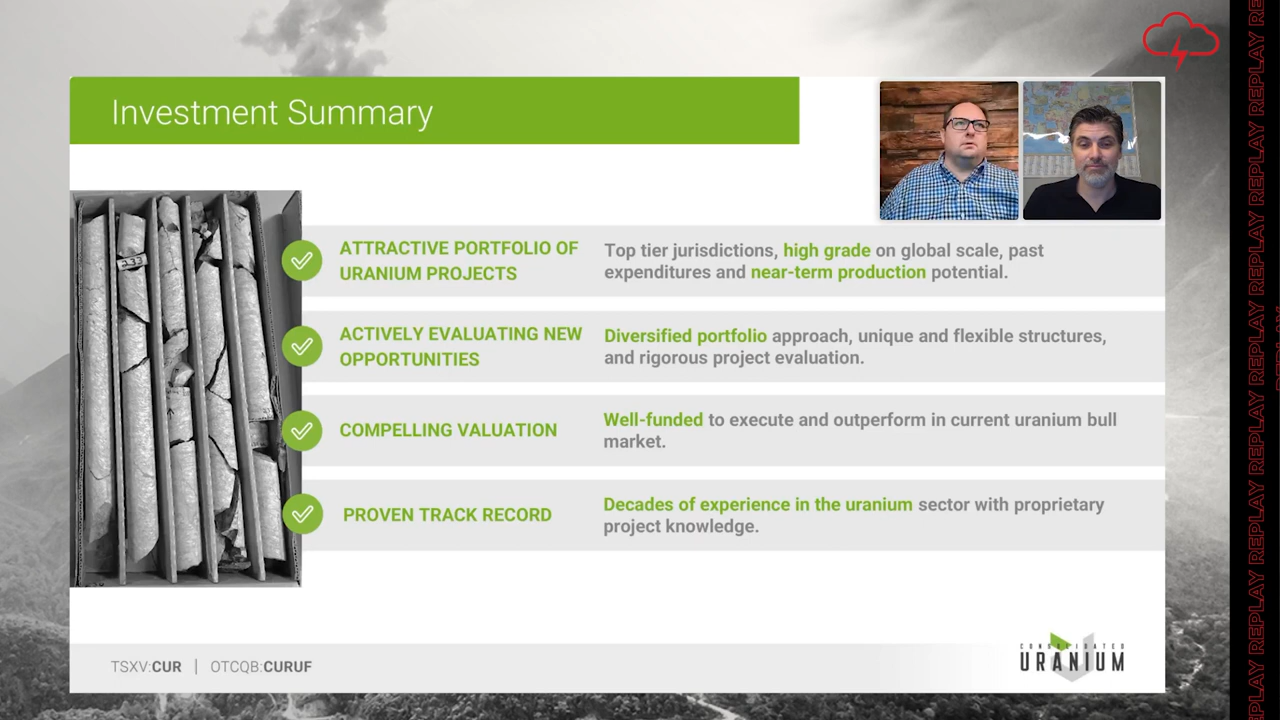 Investment Summary
ATTRACTIVE PORTFOLIO OF
URANIUM PROJECTS
Top tier jurisdictions, high grade on global scale, past
expenditures and near-term production potential.
ACTIVELY EVALUATING NEW
OPPORTUNITIES
Diversified portfolio approach, unique and flexible structures,
and rigorous project evaluation.
COMPELLING VALUATION
Well-funded to execute and outperform in current uranium bull
market.
PROVEN TRACK RECORD
Decades of experience in the uranium sector with proprietary
project knowledge.
TSXV:CUR | OTCQB:CURUF
CONSOLIDATED
URANIUM
REPLAY REPLAY REPLAY REPLAY REPLAY REPLAY REPLAY REPLAY